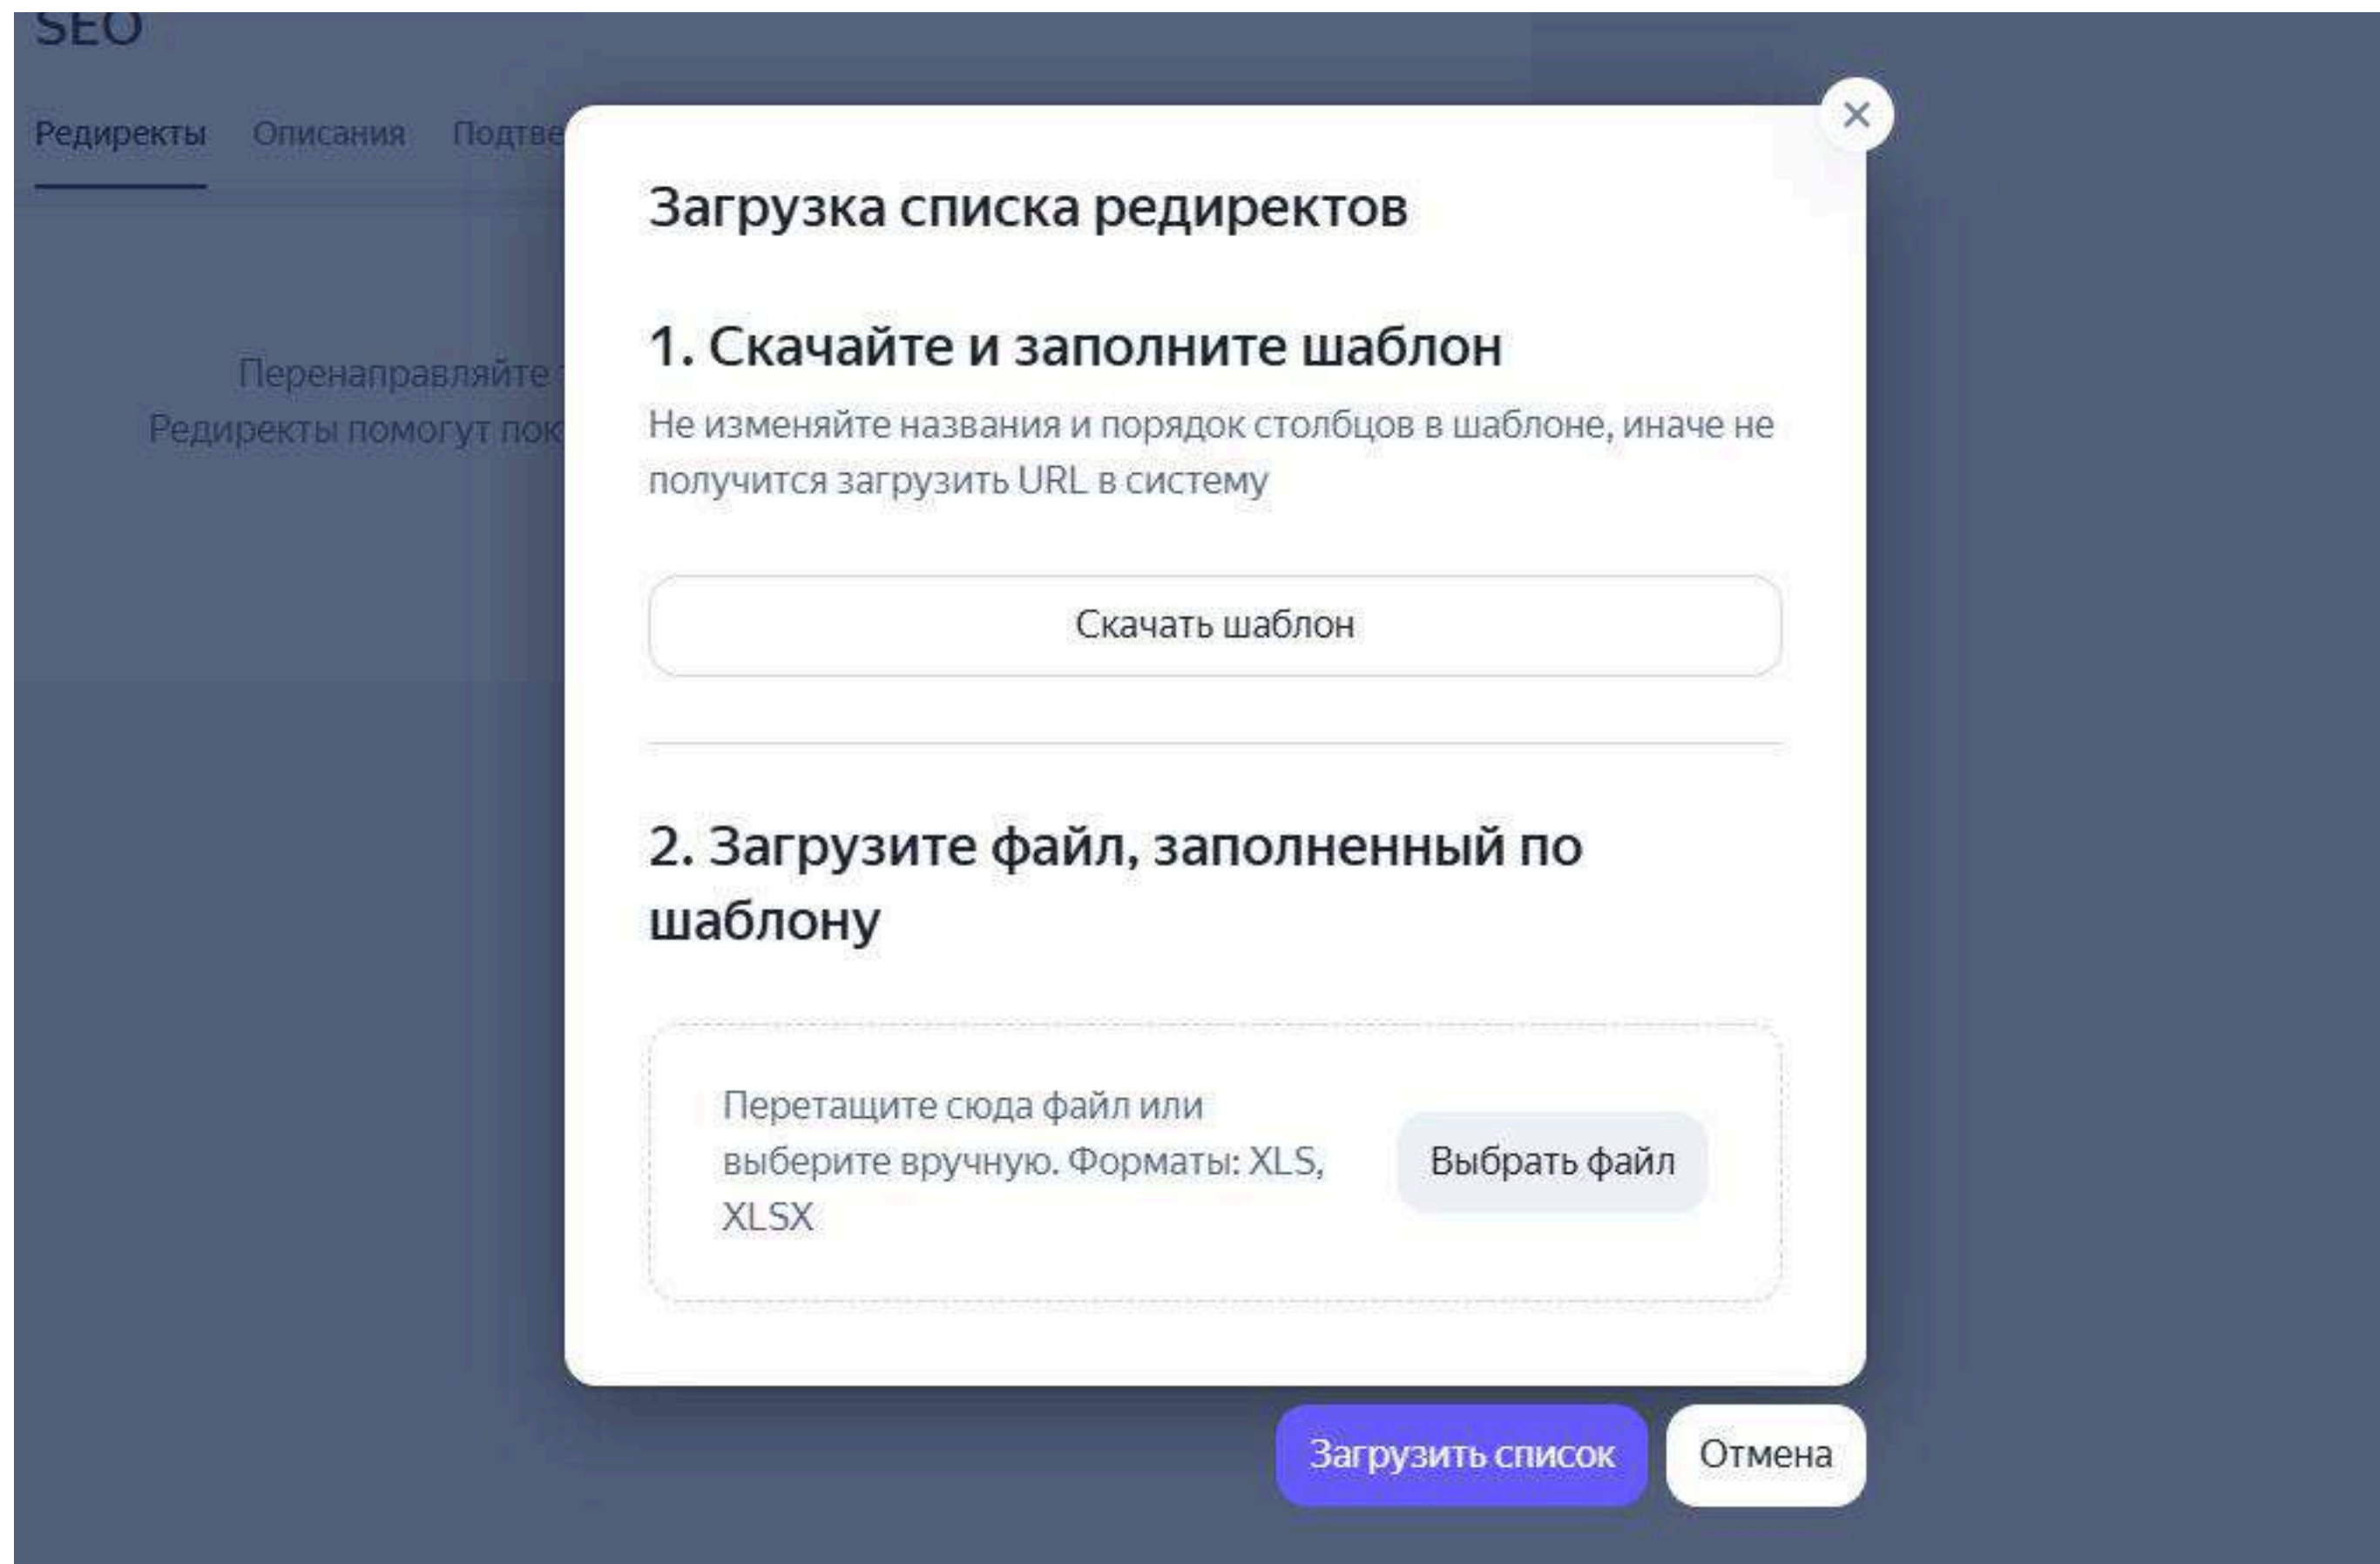 SEO
Редиректы Описания Подтве
Перенаправляйте
Редиректы помогут пок
Загрузка списка редиректов
1. Скачайте и заполните шаблон
Не изменяйте названия и порядок столбцов в шаблоне, иначе не
получится загрузить URL в систему
Скачать шаблон
2. Загрузите файл, заполненный по
шаблону
Перетащите сюда файл или
выберите вручную. Форматы: XLS,
XLSX
Выбрать файл
Загрузить список Отмена